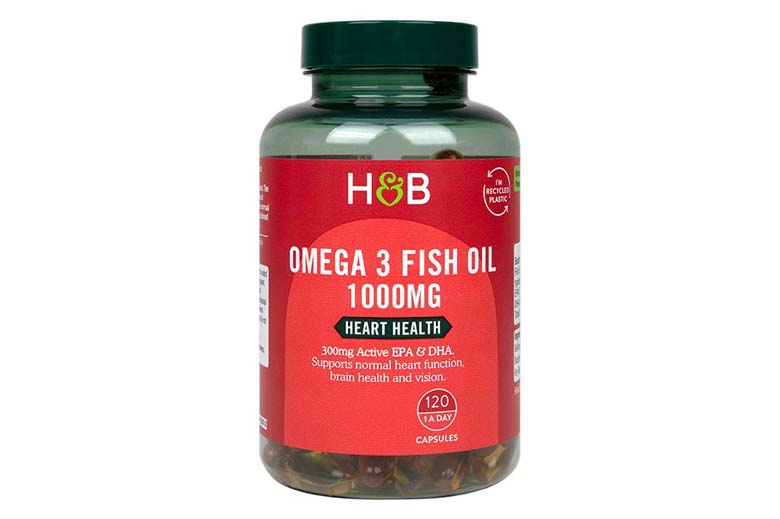 H&B
I'M
RECYCLED
PLASTIC
OMEGA 3 FISH OIL
1000MG
HEART HEALTH
300mg Active EPA & DHA.
Supports normal heart function,
brain health and vision.
120
1 A DAY
CAPSULES